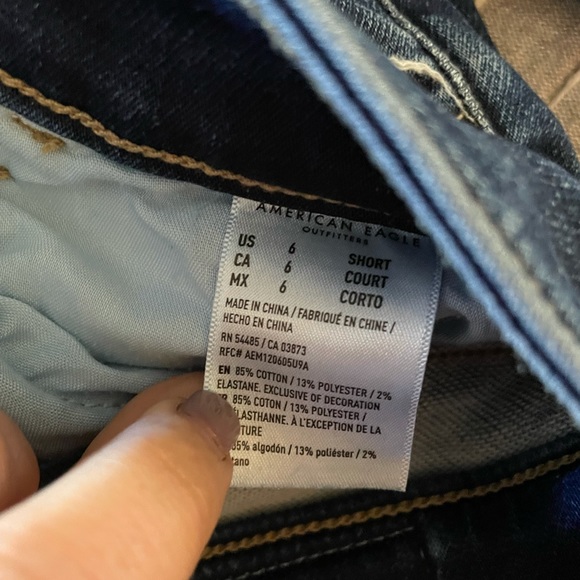 AMERICAN EAGLE
OUTFITTERS
US 6 SHORT
CA 6 COURT
MX 6 CORTO
MADE IN CHINA / FABRIQUÉ EN CHINE /
HECHO EN CHINA
RN 54485 / CA 03873
RFC# AEM120605U9A
EN 85% COTTON / 13% POLYESTER / 2%
ELASTANE. EXCLUSIVE OF DECORATION
85% COTON / 13% POLYESTER /
ÉLASTHANNE. À L'EXCEPTION DE LA
algodón / 13% poliéster / 2%